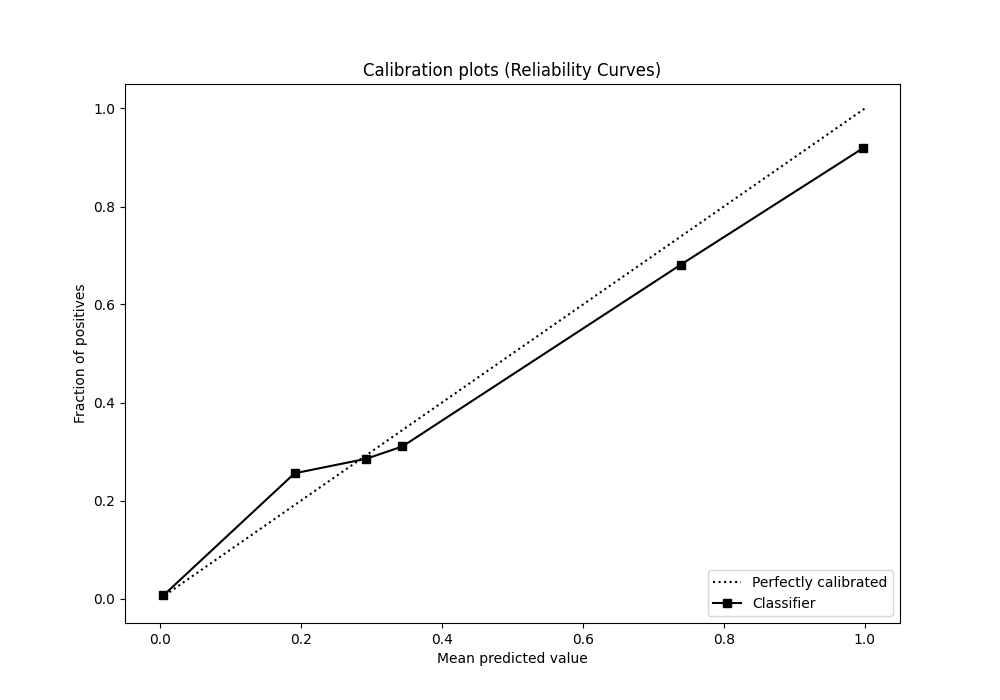 Calibration plots (Reliability Curves)
Fraction of positives
1.0
0.8
0.6
0.4
0.2
0.0
0.0 0.2 0.4 0.6 0.8 1.0
Mean predicted value
Perfectly calibrated
Classifier